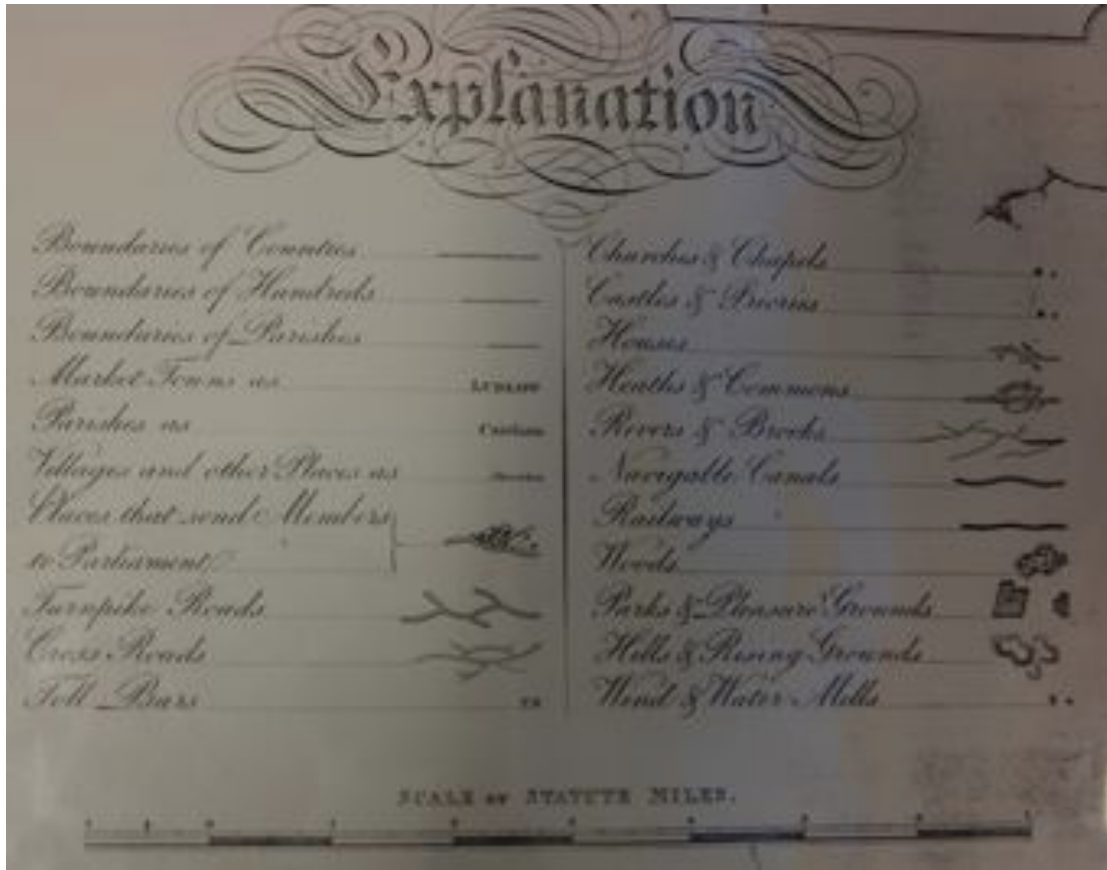 Explanation
Boundaries of Counties
Boundaries of Hundreds
Boundaries of Parishes
Market Towns as LUDLOW
Parishes as
Villages and other Places as
Places that send Members
to Parliament
Turnpike Roads
Cross Roads
Toll Bars TB
Churches & Chapels
Castles & Priories
Houses
Heaths & Commons
Rivers & Brooks
Navigable Canals
Railways
Woods
Parks & Pleasure Grounds
Hills & Rising Grounds
Wind & Water Mills
SCALE OF STATUTE MILES.